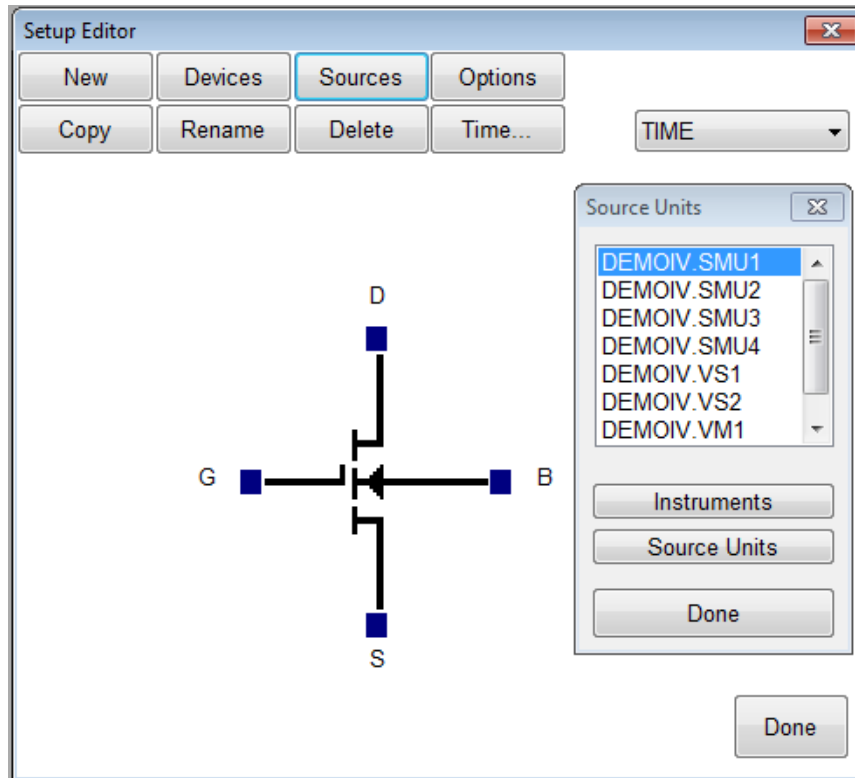 Setup Editor
New Devices Sources Options
Copy Rename Delete Time... TIME
Source Units
DEMOIV.SMU1
DEMOIV.SMU2
DEMOIV.SMU3
DEMOIV.SMU4
DEMOIV.VS1
DEMOIV.VS2
DEMOIV.VM1
D
G B
S
Instruments
Source Units
Done
Done